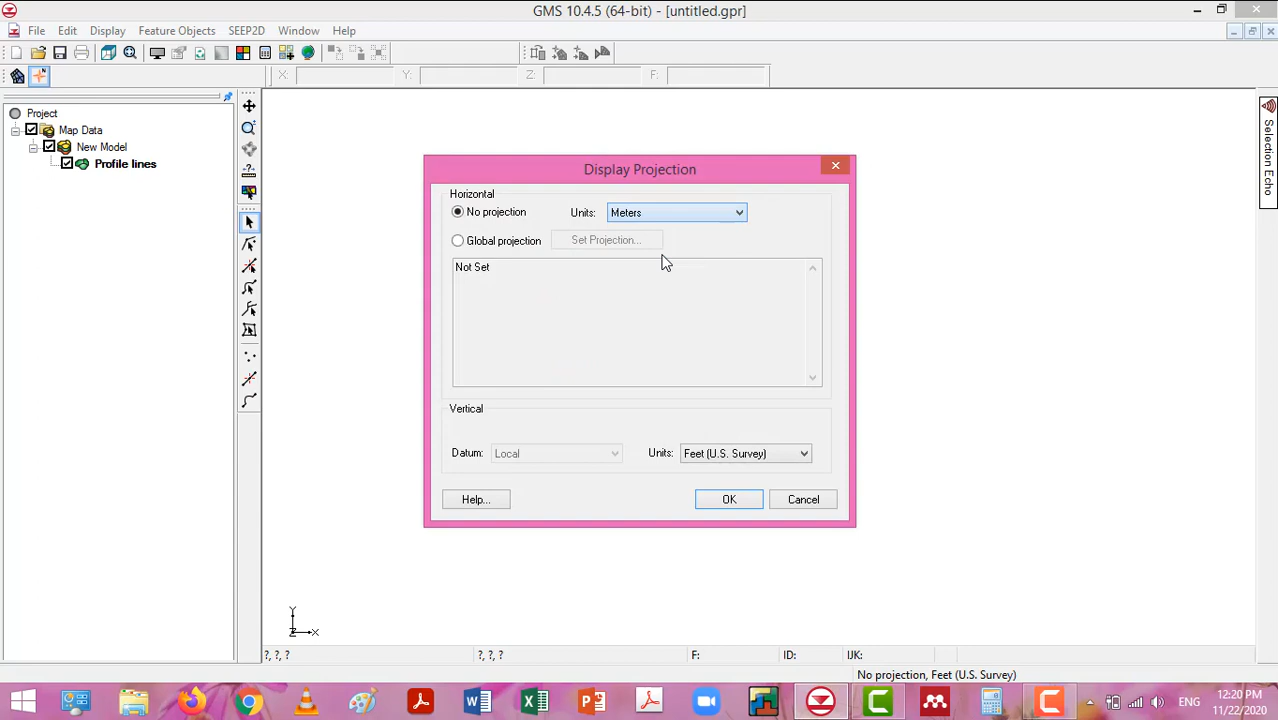 GMS 10.4.5 (64-bit) - [untitled.gpr]
File Edit Display Feature Objects SEEP2D Window Help
X: Y: Z: F:
Project
Map Data
New Model
Profile lines
Selection Echo
Display Projection
Horizontal
No projection Units: Meters
Global projection Set Projection...
Not Set
Vertical
Datum: Local Units: Feet (U.S. Survey)
Help... OK Cancel
Y
Z X
?, ?, ? ?, ?, ? F: ID: IJK:
No projection, Feet (U.S. Survey)
ENG
12:20 PM
11/22/2020